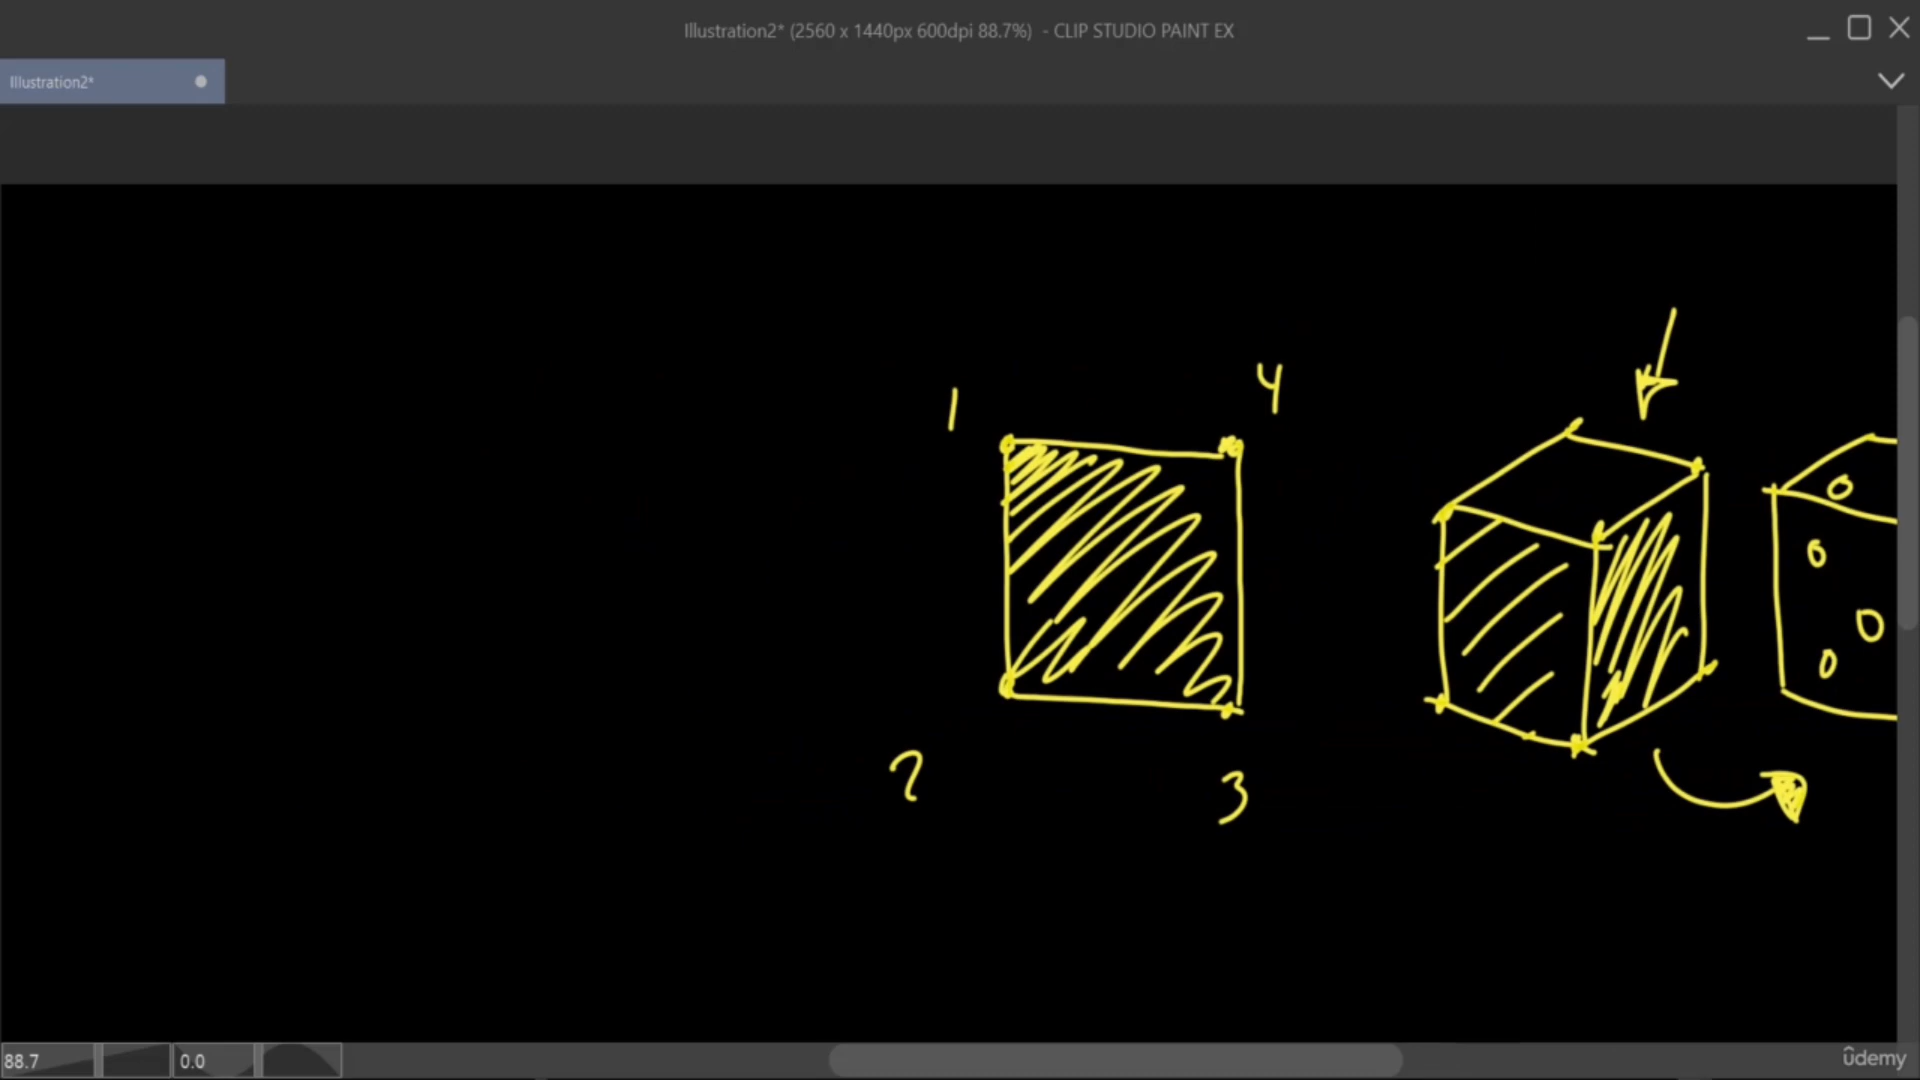 Illustration2* (2560 x 1440px 600dpi 88.7%) - CLIP STUDIO PAINT EX
Illustration2*
1
4
2
3
88.7
0.0
ûdemy